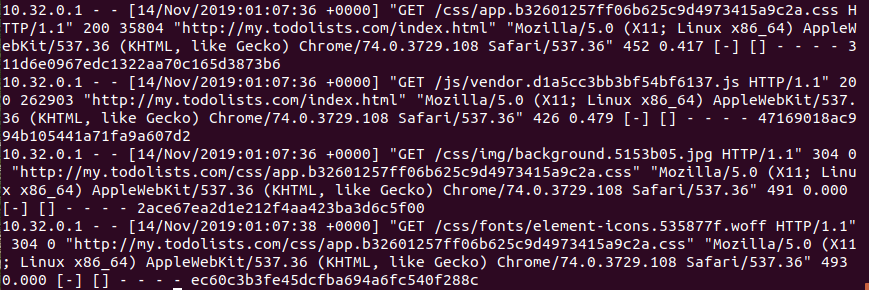 10.32.0.1 - - [14/Nov/2019:01:07:36 +0000] "GET /css/app.b32601257ff06b625c9d4973415a9c2a.css H
TTP/1.1" 200 35804 "http://my.todolists.com/index.html" "Mozilla/5.0 (X11; Linux x86_64) AppleW
ebKit/537.36 (KHTML, like Gecko) Chrome/74.0.3729.108 Safari/537.36" 452 0.417 [-] [] - - - - 3
11d6e0967edc1322aa70c165d3873b6
10.32.0.1 - - [14/Nov/2019:01:07:36 +0000] "GET /js/vendor.d1a5cc3bb3bf54bf6137.js HTTP/1.1" 20
0 262903 "http://my.todolists.com/index.html" "Mozilla/5.0 (X11; Linux x86_64) AppleWebKit/537.
36 (KHTML, like Gecko) Chrome/74.0.3729.108 Safari/537.36" 426 0.479 [-] [] - - - - 47169018ac9
94b105441a71fa9a607d2
10.32.0.1 - - [14/Nov/2019:01:07:36 +0000] "GET /css/img/background.5153b05.jpg HTTP/1.1" 304 0
"http://my.todolists.com/css/app.b32601257ff06b625c9d4973415a9c2a.css" "Mozilla/5.0 (X11; Linu
x x86_64) AppleWebKit/537.36 (KHTML, like Gecko) Chrome/74.0.3729.108 Safari/537.36" 491 0.000
[-] [] - - - - 2ace67ea2d1e212f4aa423ba3d6c5f00
10.32.0.1 - - [14/Nov/2019:01:07:38 +0000] "GET /css/fonts/element-icons.535877f.woff HTTP/1.1"
304 0 "http://my.todolists.com/css/app.b32601257ff06b625c9d4973415a9c2a.css" "Mozilla/5.0 (X11
; Linux x86_64) AppleWebKit/537.36 (KHTML, like Gecko) Chrome/74.0.3729.108 Safari/537.36" 493
0.000 [-] [] - - - - ec60c3b3fe45dcfba694a6fc540f288c